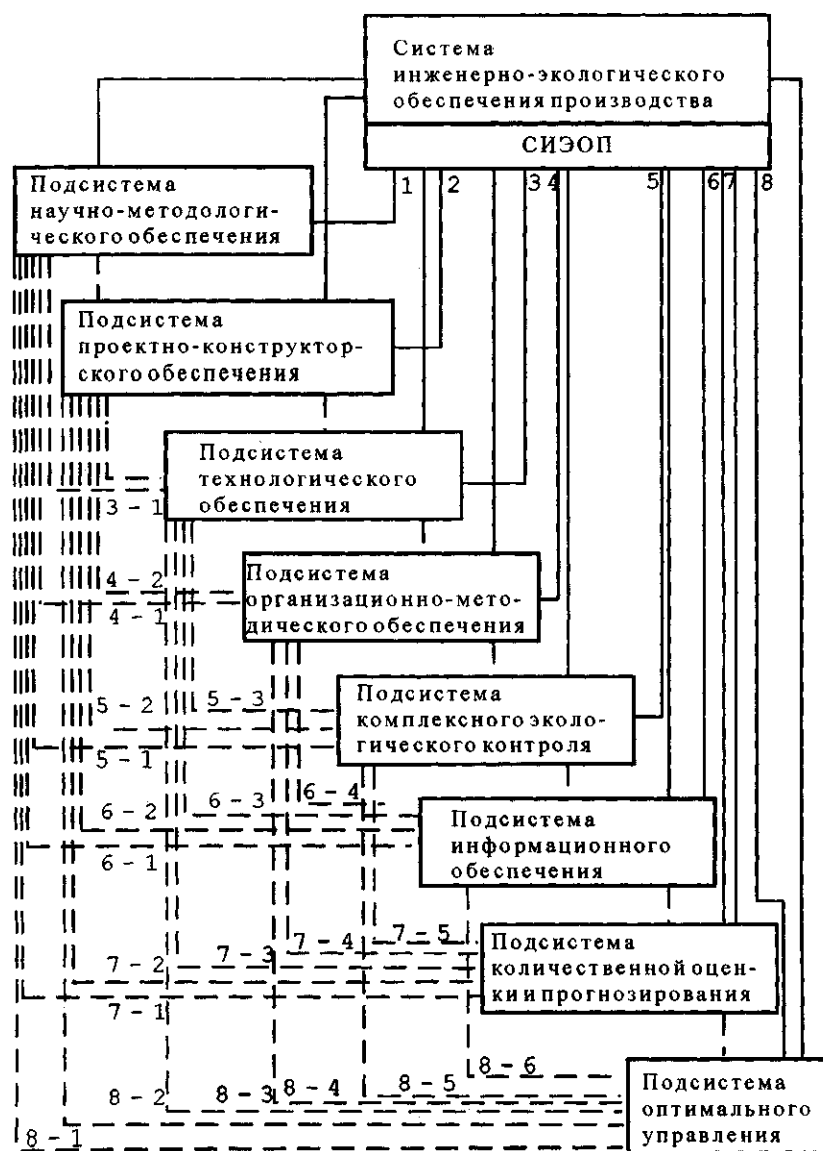 Система
инженерно-экологического
обеспечения производства
СИЭОП
1 2 3 4 5 6 7 8
Подсистема
научно-методологи-
ческого обеспечения
Подсистема
проектно-конструктор-
ского обеспечения
Подсистема
технологического
обеспечения
3 - 1
Подсистема
организационно-мето-
дического обеспечения
4 - 2
4 - 1
Подсистема
комплексного эколо-
гического контроля
5 - 2 5 - 3
5 - 1
Подсистема
информационного
обеспечения
6 - 2 6 - 3 6 - 4
6 - 1
Подсистема
количественной оцен-
ки и прогнозирования
7 - 2 7 - 3 7 - 4 7 - 5
7 - 1
Подсистема
оптимального
управления
8 - 6
8 - 2 8 - 3 8 - 4 8 - 5
8 - 1